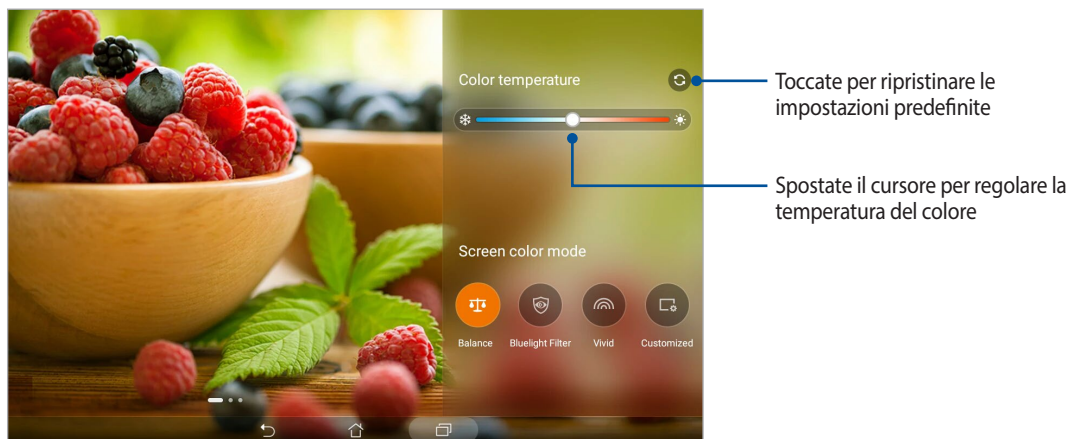 Color temperature
Toccate per ripristinare le
impostazioni predefinite
Spostate il cursore per regolare la
temperatura del colore
Screen color mode
Balance
Bluelight Filter
Vivid
Customized